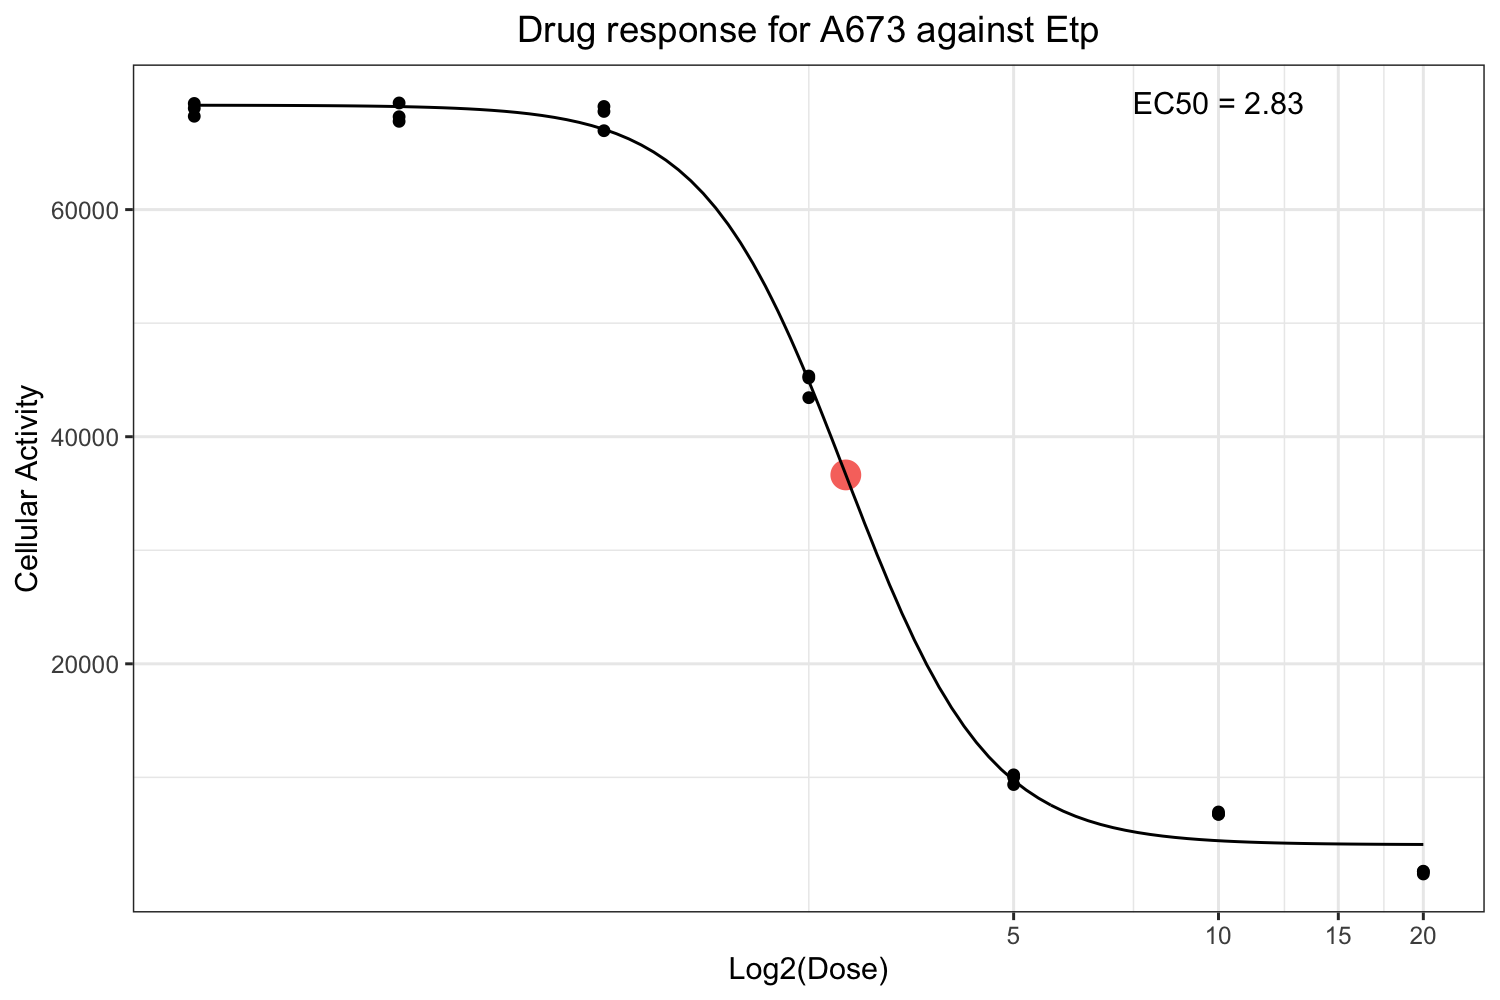 Drug response for A673 against Etp
EC50 = 2.83
60000
40000
20000
Cellular Activity
5 10 15 20
Log2(Dose)